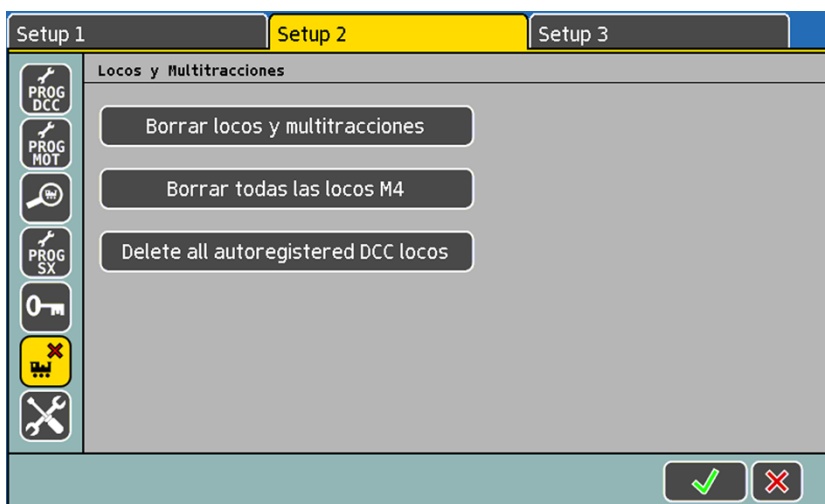 Setup 1
Setup 2
Setup 3
Locos y Multitracciones
PROG
DCC
PROG
MOT
PROG
SX
Borrar locos y multitracciones
Borrar todas las locos M4
Delete all autoregistered DCC locos